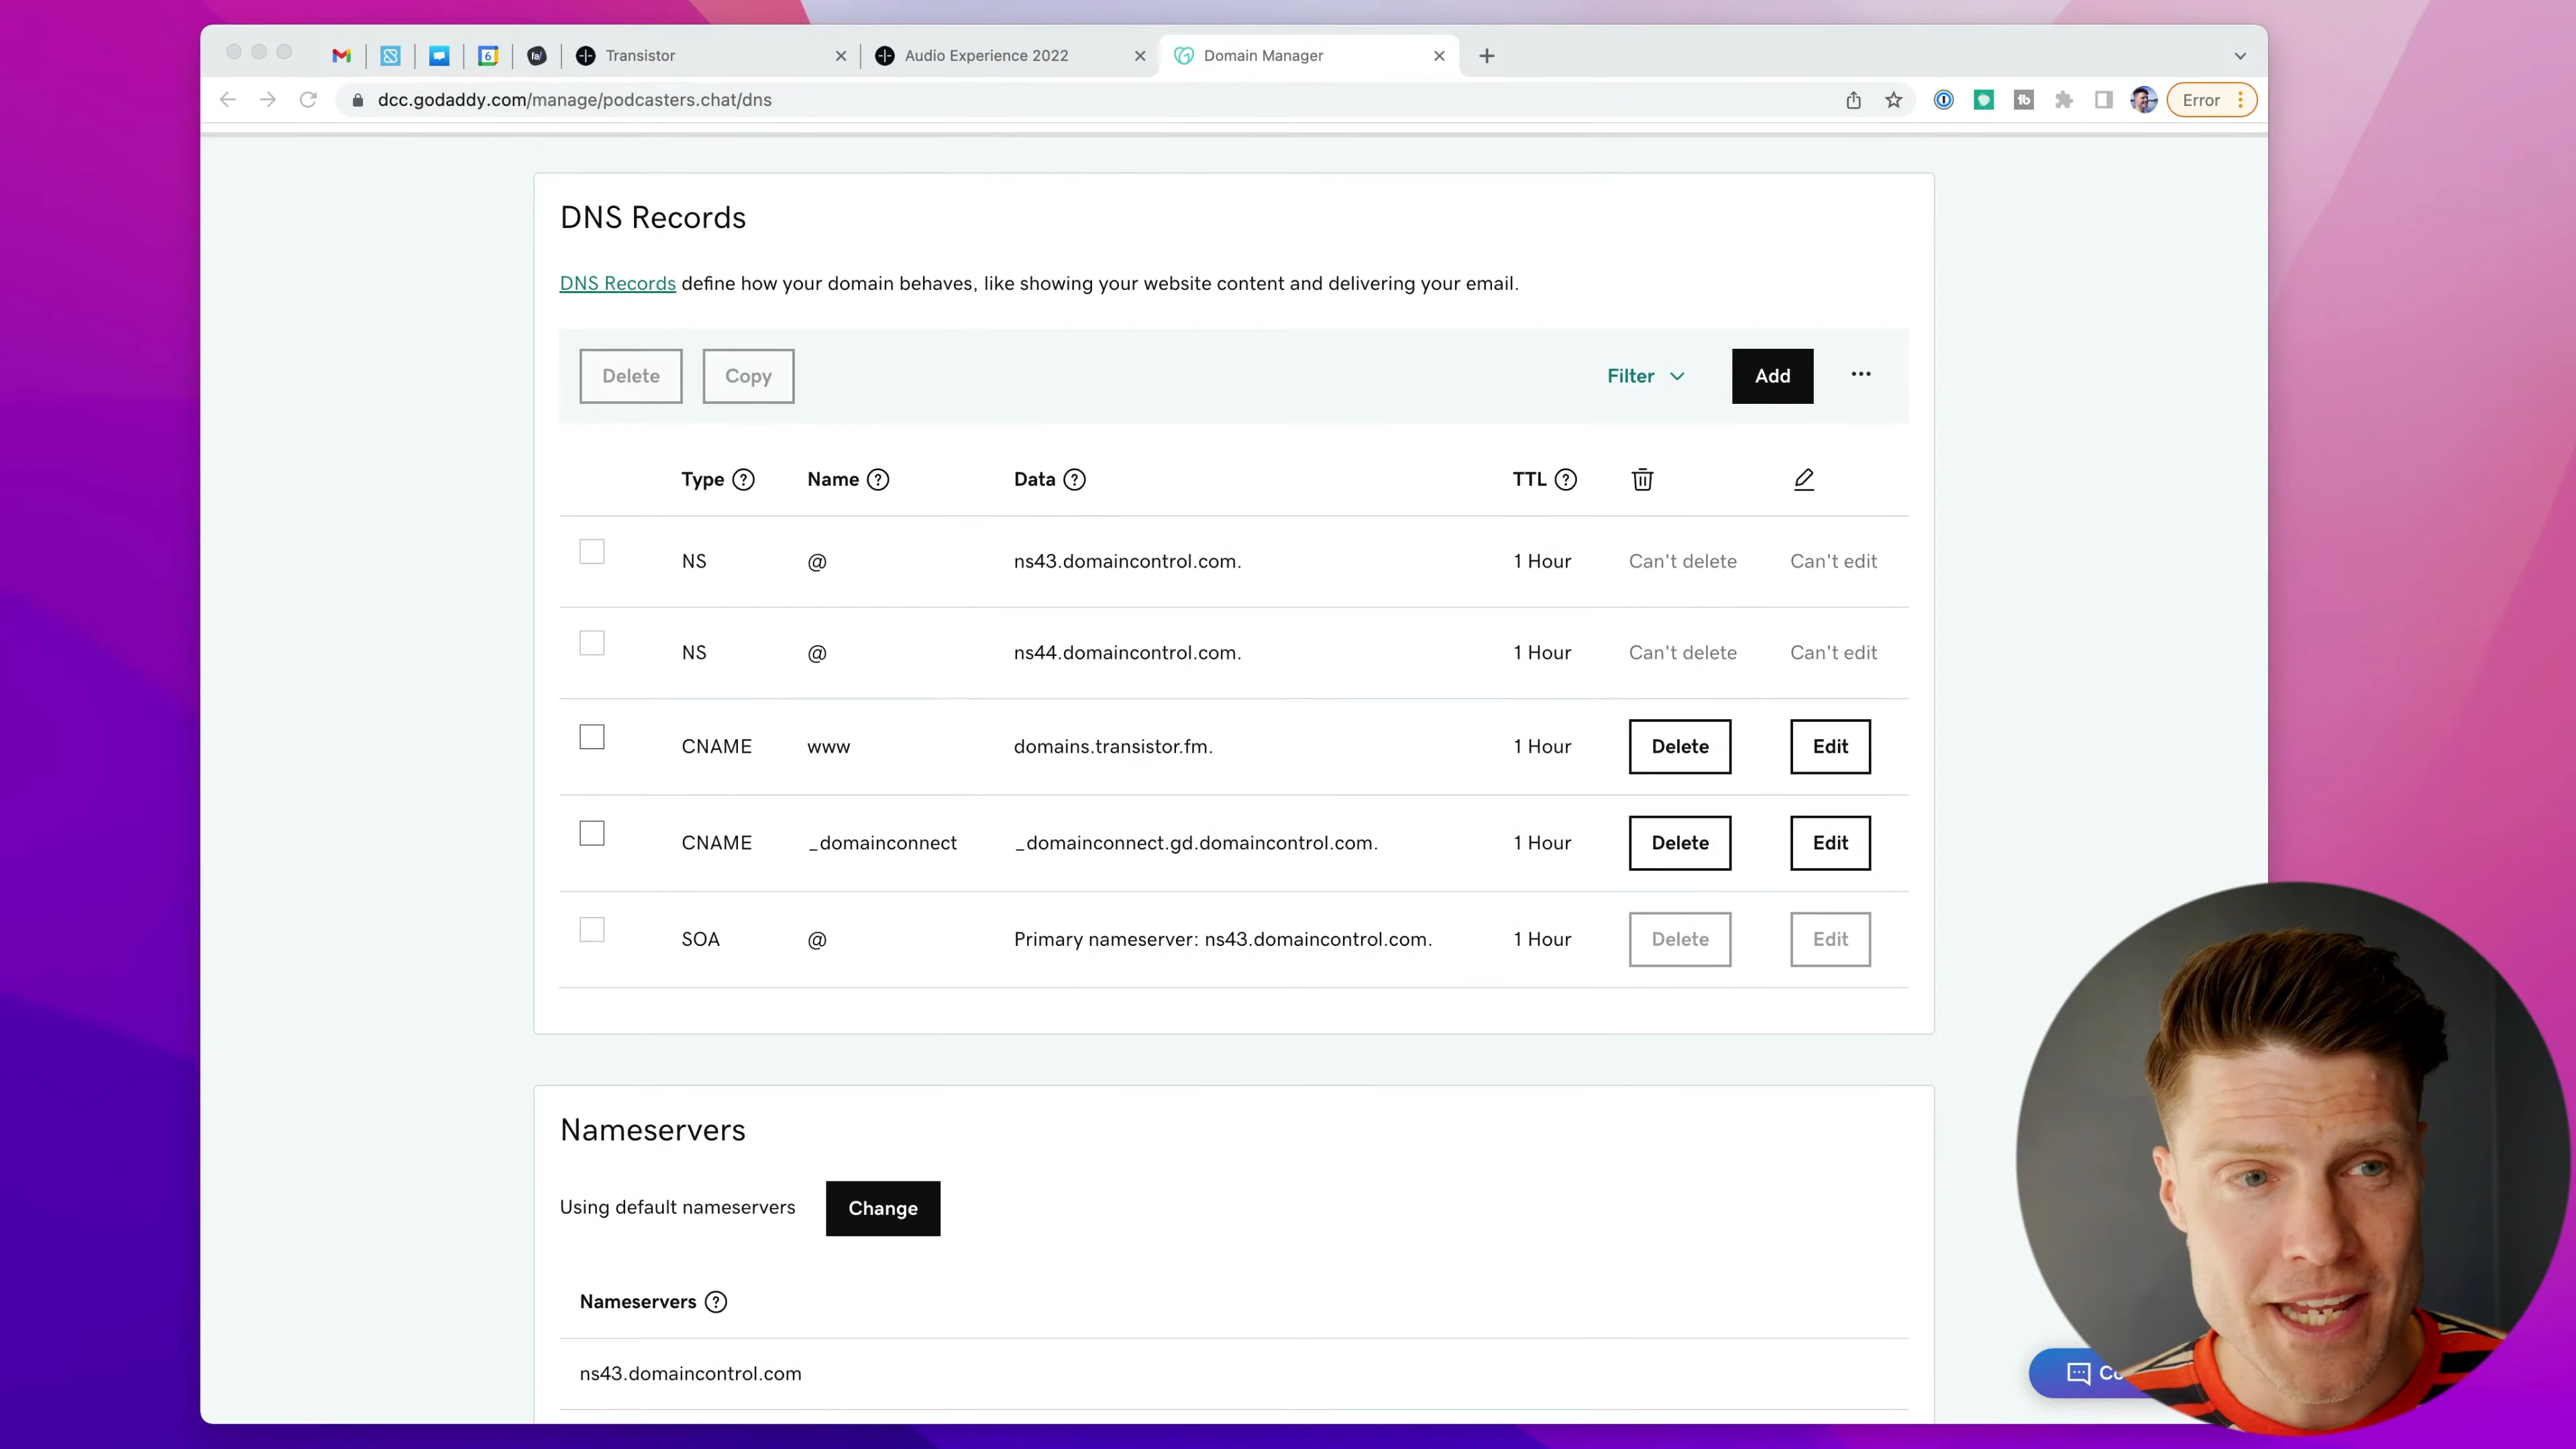 Transistor
Audio Experience 2022
Domain Manager
dcc.godaddy.com/manage/podcasters.chat/dns
Error
DNS Records
DNS Records define how your domain behaves, like showing your website content and delivering your email.
Delete Copy Filter Add ...
Type ? Name ? Data ? TTL ?
NS @ ns43.domaincontrol.com. 1 Hour Can't delete Can't edit
NS @ ns44.domaincontrol.com. 1 Hour Can't delete Can't edit
CNAME www domains.transistor.fm. 1 Hour Delete Edit
CNAME _domainconnect _domainconnect.gd.domaincontrol.com. 1 Hour Delete Edit
SOA @ Primary nameserver: ns43.domaincontrol.com. 1 Hour Delete Edit
Nameservers
Using default nameservers Change
Nameservers ?
ns43.domaincontrol.com